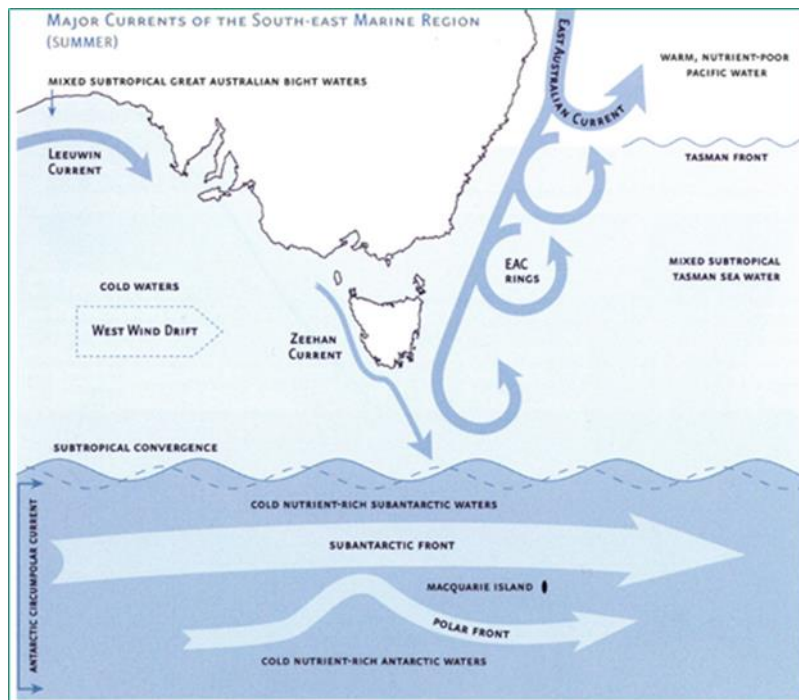 MAJOR CURRENTS OF THE SOUTH-EAST MARINE REGION
(SUMMER)
MIXED SUBTROPICAL GREAT AUSTRALIAN BIGHT WATERS
EAST AUSTRALIAN CURRENT
WARM, NUTRIENT-POOR
PACIFIC WATER
LEEUWIN
CURRENT
TASMAN FRONT
EAC
RINGS
MIXED SUBTROPICAL
TASMAN SEA WATER
COLD WATERS
WEST WIND DRIFT
ZEEHAN
CURRENT
SUBTROPICAL CONVERGENCE
ANTARCTIC CIRCUMPOLAR CURRENT
COLD NUTRIENT-RICH SUBANTARCTIC WATERS
SUBANTARCTIC FRONT
MACQUARIE ISLAND
POLAR FRONT
COLD NUTRIENT-RICH ANTARCTIC WATERS